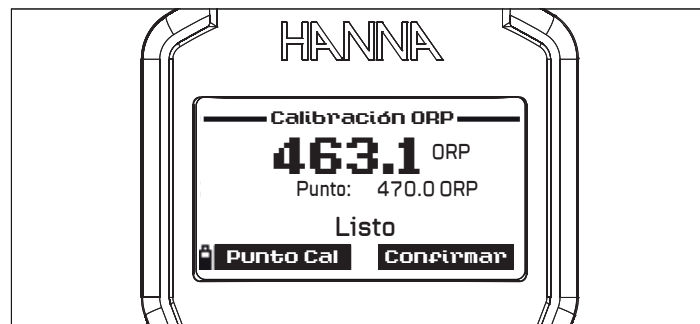 HANNA
Calibración ORP
463.1 ORP
Punto: 470.0 ORP
Listo
Punto Cal Confirmar